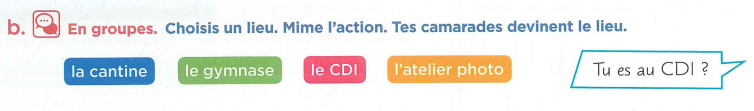 b. En groupes. Choisis un lieu. Mime l'action. Tes camarades devinent le lieu.
la cantine le gymnase le CDI l'atelier photo Tu es au CDI ?